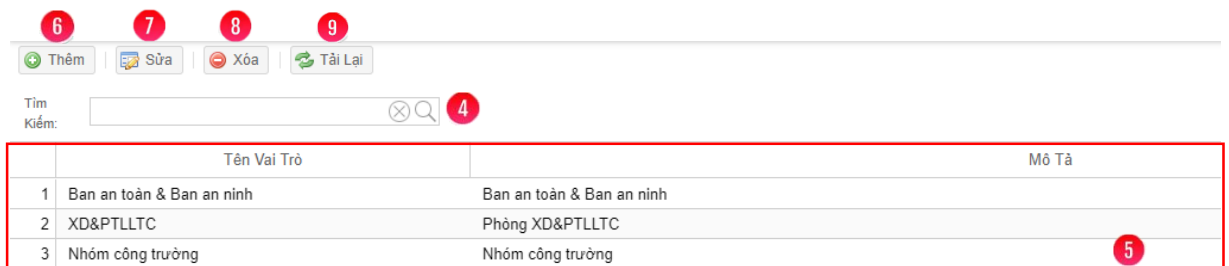 6 7 8 9
Thêm Sửa Xóa Tải Lại
Tìm
Kiếm:
4
Tên Vai Trò Mô Tả
1 Ban an toàn & Ban an ninh Ban an toàn & Ban an ninh
2 XD&PTLLTC Phòng XD&PTLLTC
3 Nhóm công trường Nhóm công trường 5